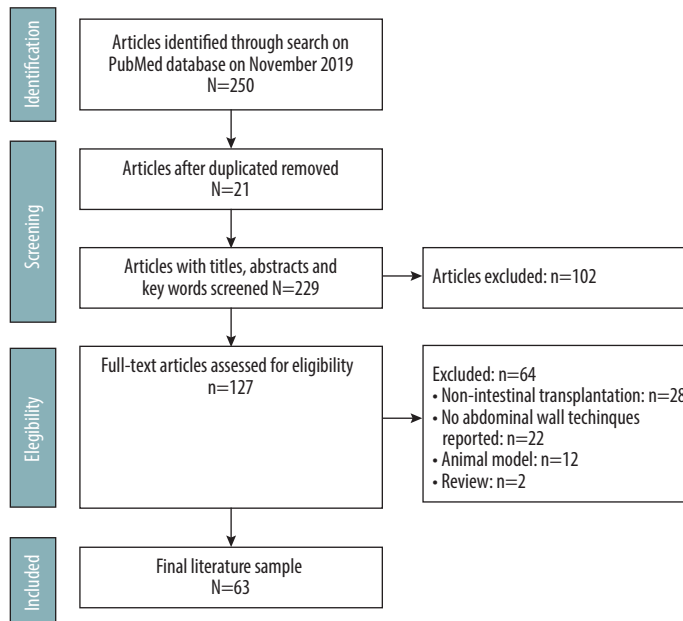 Identification
Articles identified through search on
PubMed database on November 2019
N=250
Screening
Articles after duplicated removed
N=21
Articles with titles, abstracts and
key words screened N=229
Articles excluded: n=102
Elegibility
Full-text articles assessed for eligibility
n=127
Excluded: n=64
• Non-intestinal transplantation: n=28
• No abdominal wall techinques
reported: n=22
• Animal model: n=12
• Review: n=2
Included
Final literature sample
N=63